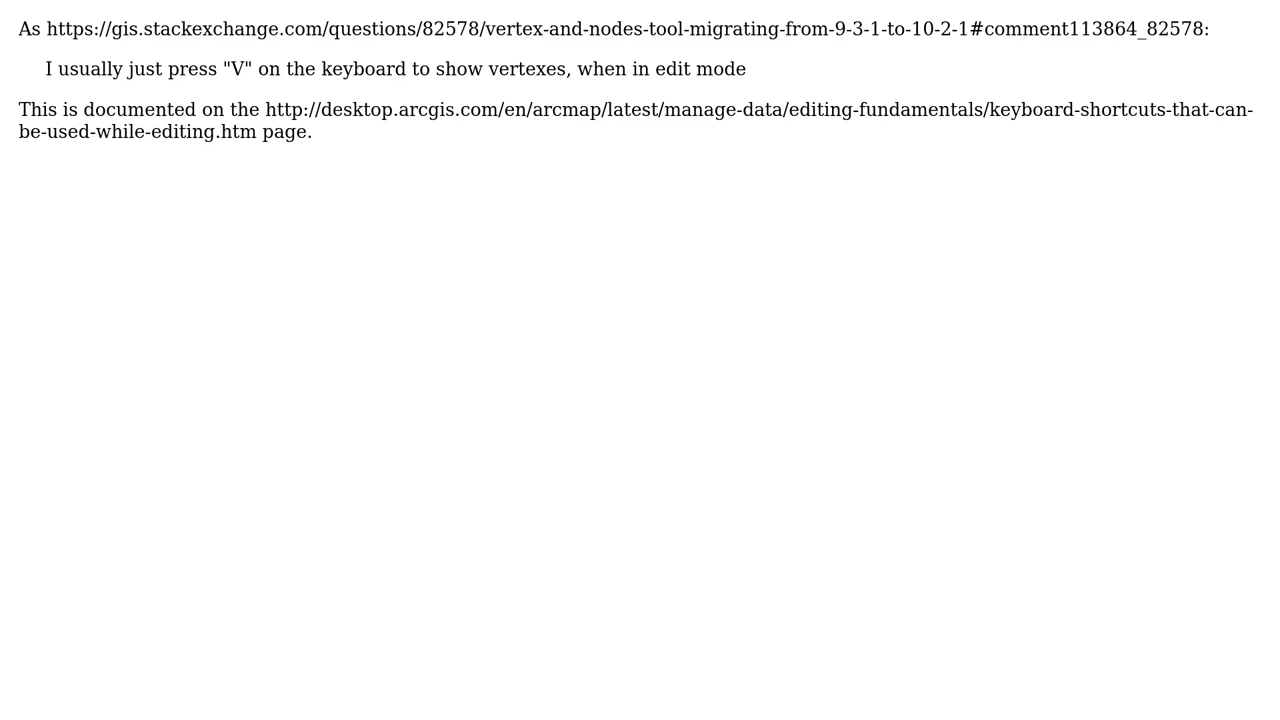 As https://gis.stackexchange.com/questions/82578/vertex-and-nodes-tool-migrating-from-9-3-1-to-10-2-1#comment113864_82578:
I usually just press "V" on the keyboard to show vertexes, when in edit mode
This is documented on the http://desktop.arcgis.com/en/arcmap/latest/manage-data/editing-fundamentals/keyboard-shortcuts-that-can-
be-used-while-editing.htm page.